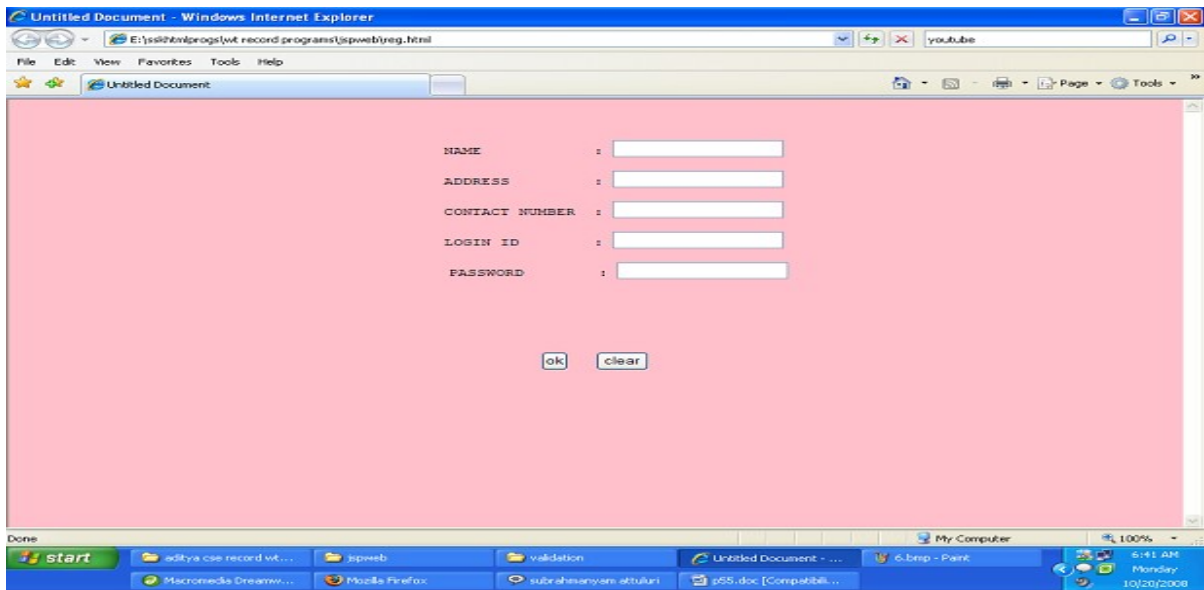 Untitled Document - Windows Internet Explorer
E:\sskhtmlprogs\wt record programs\jspweb\reg.html
youtube
File Edit View Favorites Tools Help
Untitled Document
Page Tools
NAME :
ADDRESS :
CONTACT NUMBER :
LOGIN ID :
PASSWORD :
ok clear
Done
My Computer
100%
start
aditya cse record wt...
jspweb
validation
Untitled Document - ...
6.bmp - Paint
6:41 AM
Macromedia Dreamw...
Mozilla Firefox
subrahmanyam attuluri
p55.doc [Compatibili...
Monday
10/20/2008